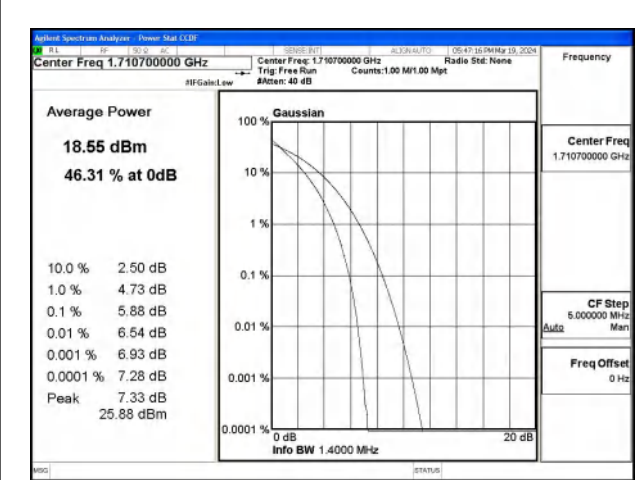 Agilent Spectrum Analyzer - Power Stat CCDF
RL RF 50 Ω AC SENSE:INT ALIGN AUTO 05:47:16 PM Mar 19, 2024
Center Freq 1.710700000 GHz
Center Freq: 1.710700000 GHz Radio Std: None
Trig: Free Run Counts:1.00 M/1.00 Mpt
#IFGain:Low #Atten: 40 dB
Frequency
Average Power
18.55 dBm
46.31 % at 0dB
10.0 % 2.50 dB
1.0 % 4.73 dB
0.1 % 5.88 dB
0.01 % 6.54 dB
0.001 % 6.93 dB
0.0001 % 7.28 dB
Peak 7.33 dB
25.88 dBm
Gaussian
100 %
10 %
1 %
0.1 %
0.01 %
0.001 %
0.0001 %
0 dB 20 dB
Info BW 1.4000 MHz
Center Freq
1.710700000 GHz
CF Step
5.000000 MHz
Auto Man
Freq Offset
0 Hz
MSG STATUS